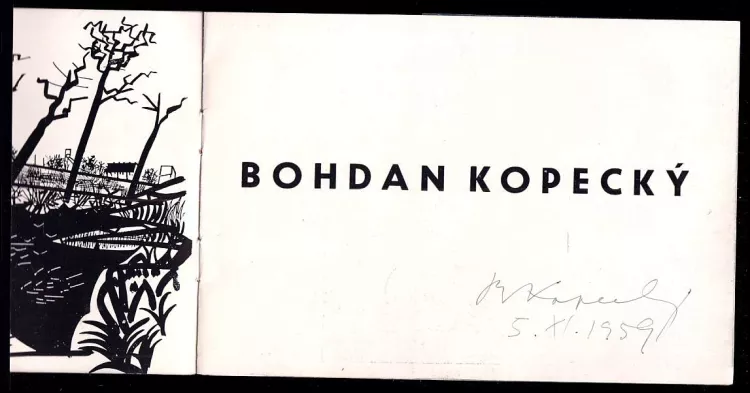 BOHDAN KOPECKÝ
B Kopecký
5. XI. 1959